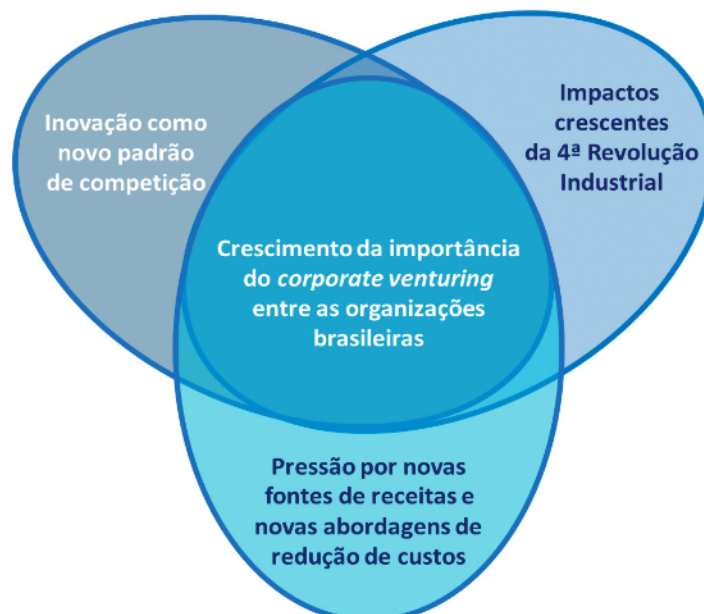 Inovação como
novo padrão
de competição
Impactos
crescentes
da 4ª Revolução
Industrial
Crescimento da importância
do corporate venturing
entre as organizações
brasileiras
Pressão por novas
fontes de receitas e
novas abordagens de
redução de custos